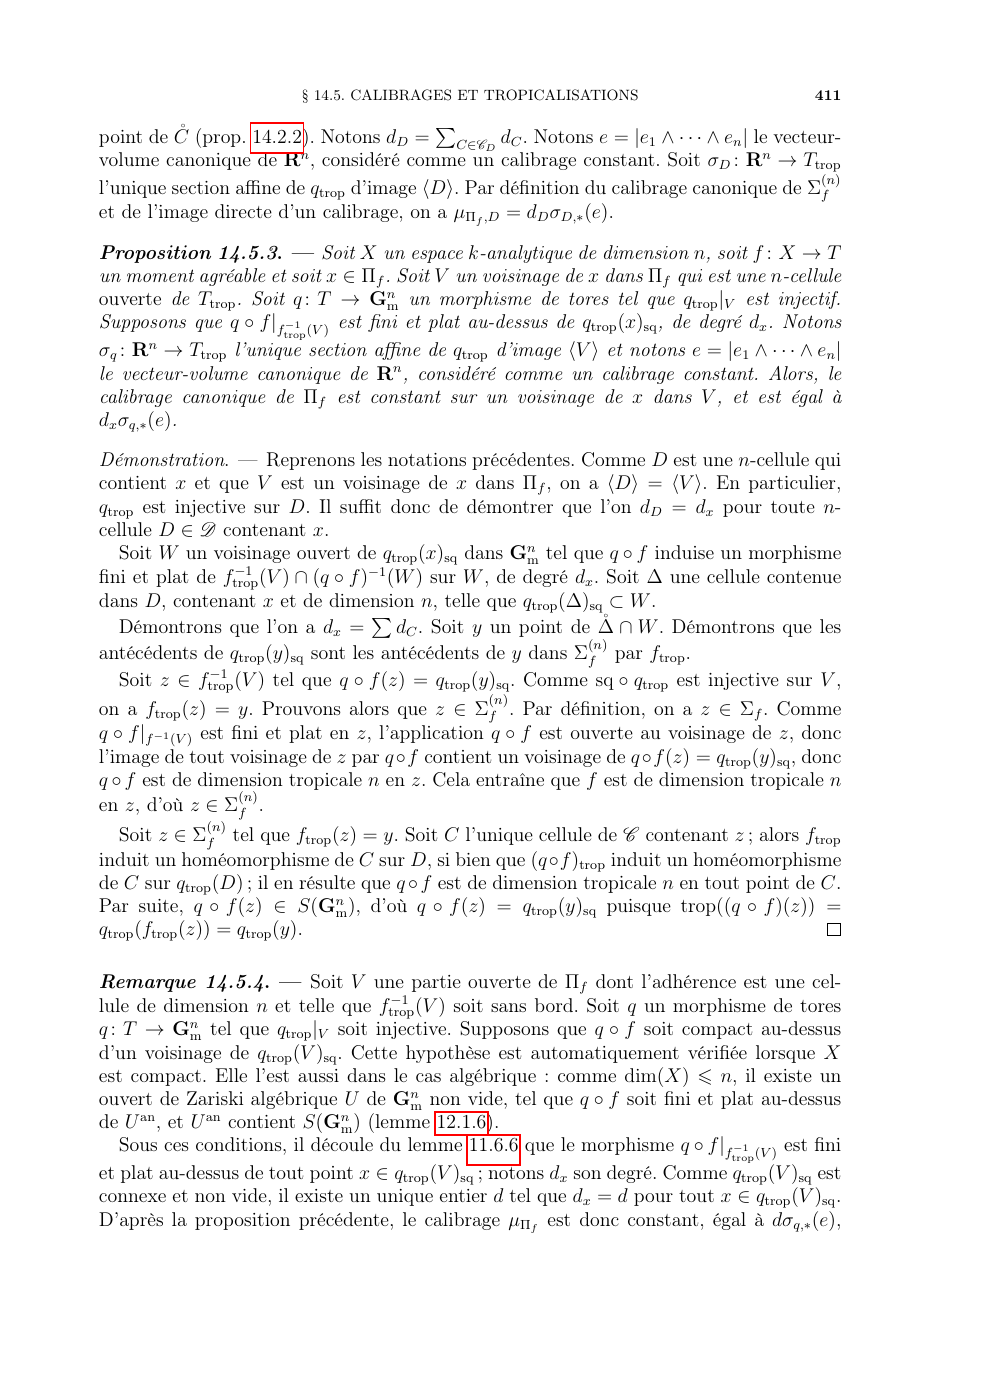 § 14.5. CALIBRAGES ET TROPICALISATIONS 411
point de C̊ (prop. 14.2.2). Notons d_D = ∑_{C∈𝒞_D} d_C. Notons e = |e_1 ∧ ··· ∧ e_n| le vecteur-
volume canonique de R^n, considéré comme un calibrage constant. Soit σ_D : R^n → T_trop
l'unique section affine de q_trop d'image ⟨D⟩. Par définition du calibrage canonique de Σ_f^{(n)}
et de l'image directe d'un calibrage, on a μ_{Π_f,D} = d_Dσ_{D,*}(e).
Proposition 14.5.3. — Soit X un espace k-analytique de dimension n, soit f : X → T
un moment agréable et soit x ∈ Π_f. Soit V un voisinage de x dans Π_f qui est une n-cellule
ouverte de T_trop. Soit q : T → G_m^n un morphisme de tores tel que q_trop|_V est injectif.
Supposons que q ∘ f|_{f_trop^{-1}(V)} est fini et plat au-dessus de q_trop(x)_sq, de degré d_x. Notons
σ_q : R^n → T_trop l'unique section affine de q_trop d'image ⟨V⟩ et notons e = |e_1 ∧ ··· ∧ e_n|
le vecteur-volume canonique de R^n, considéré comme un calibrage constant. Alors, le
calibrage canonique de Π_f est constant sur un voisinage de x dans V, et est égal à
d_xσ_{q,*}(e).
Démonstration. — Reprenons les notations précédentes. Comme D est une n-cellule qui
contient x et que V est un voisinage de x dans Π_f, on a ⟨D⟩ = ⟨V⟩. En particulier,
q_trop est injective sur D. Il suffit donc de démontrer que l'on d_D = d_x pour toute n-
cellule D ∈ 𝒟 contenant x.
Soit W un voisinage ouvert de q_trop(x)_sq dans G_m^n tel que q ∘ f induise un morphisme
fini et plat de f_trop^{-1}(V) ∩ (q ∘ f)^{-1}(W) sur W, de degré d_x. Soit Δ une cellule contenue
dans D, contenant x et de dimension n, telle que q_trop(Δ)_sq ⊂ W.
Démontrons que l'on a d_x = ∑ d_C. Soit y un point de Δ̊ ∩ W. Démontrons que les
antécédents de q_trop(y)_sq sont les antécédents de y dans Σ_f^{(n)} par f_trop.
Soit z ∈ f_trop^{-1}(V) tel que q ∘ f(z) = q_trop(y)_sq. Comme sq ∘ q_trop est injective sur V,
on a f_trop(z) = y. Prouvons alors que z ∈ Σ_f^{(n)}. Par définition, on a z ∈ Σ_f. Comme
q ∘ f|_{f^{-1}(V)} est fini et plat en z, l'application q ∘ f est ouverte au voisinage de z, donc
l'image de tout voisinage de z par q∘f contient un voisinage de q∘f(z) = q_trop(y)_sq, donc
q ∘ f est de dimension tropicale n en z. Cela entraîne que f est de dimension tropicale n
en z, d'où z ∈ Σ_f^{(n)}.
Soit z ∈ Σ_f^{(n)} tel que f_trop(z) = y. Soit C l'unique cellule de 𝒞 contenant z ; alors f_trop
induit un homéomorphisme de C sur D, si bien que (q∘f)_trop induit un homéomorphisme
de C sur q_trop(D) ; il en résulte que q∘f est de dimension tropicale n en tout point de C.
Par suite, q ∘ f(z) ∈ S(G_m^n), d'où q ∘ f(z) = q_trop(y)_sq puisque trop((q ∘ f)(z)) =
q_trop(f_trop(z)) = q_trop(y). □
Remarque 14.5.4. — Soit V une partie ouverte de Π_f dont l'adhérence est une cel-
lule de dimension n et telle que f_trop^{-1}(V) soit sans bord. Soit q un morphisme de tores
q : T → G_m^n tel que q_trop|_V soit injective. Supposons que q ∘ f soit compact au-dessus
d'un voisinage de q_trop(V)_sq. Cette hypothèse est automatiquement vérifiée lorsque X
est compact. Elle l'est aussi dans le cas algébrique : comme dim(X) ⩽ n, il existe un
ouvert de Zariski algébrique U de G_m^n non vide, tel que q ∘ f soit fini et plat au-dessus
de U^an, et U^an contient S(G_m^n) (lemme 12.1.6).
Sous ces conditions, il découle du lemme 11.6.6 que le morphisme q ∘ f|_{f_trop^{-1}(V)} est fini
et plat au-dessus de tout point x ∈ q_trop(V)_sq ; notons d_x son degré. Comme q_trop(V)_sq est
connexe et non vide, il existe un unique entier d tel que d_x = d pour tout x ∈ q_trop(V)_sq.
D'après la proposition précédente, le calibrage μ_{Π_f} est donc constant, égal à dσ_{q,*}(e),